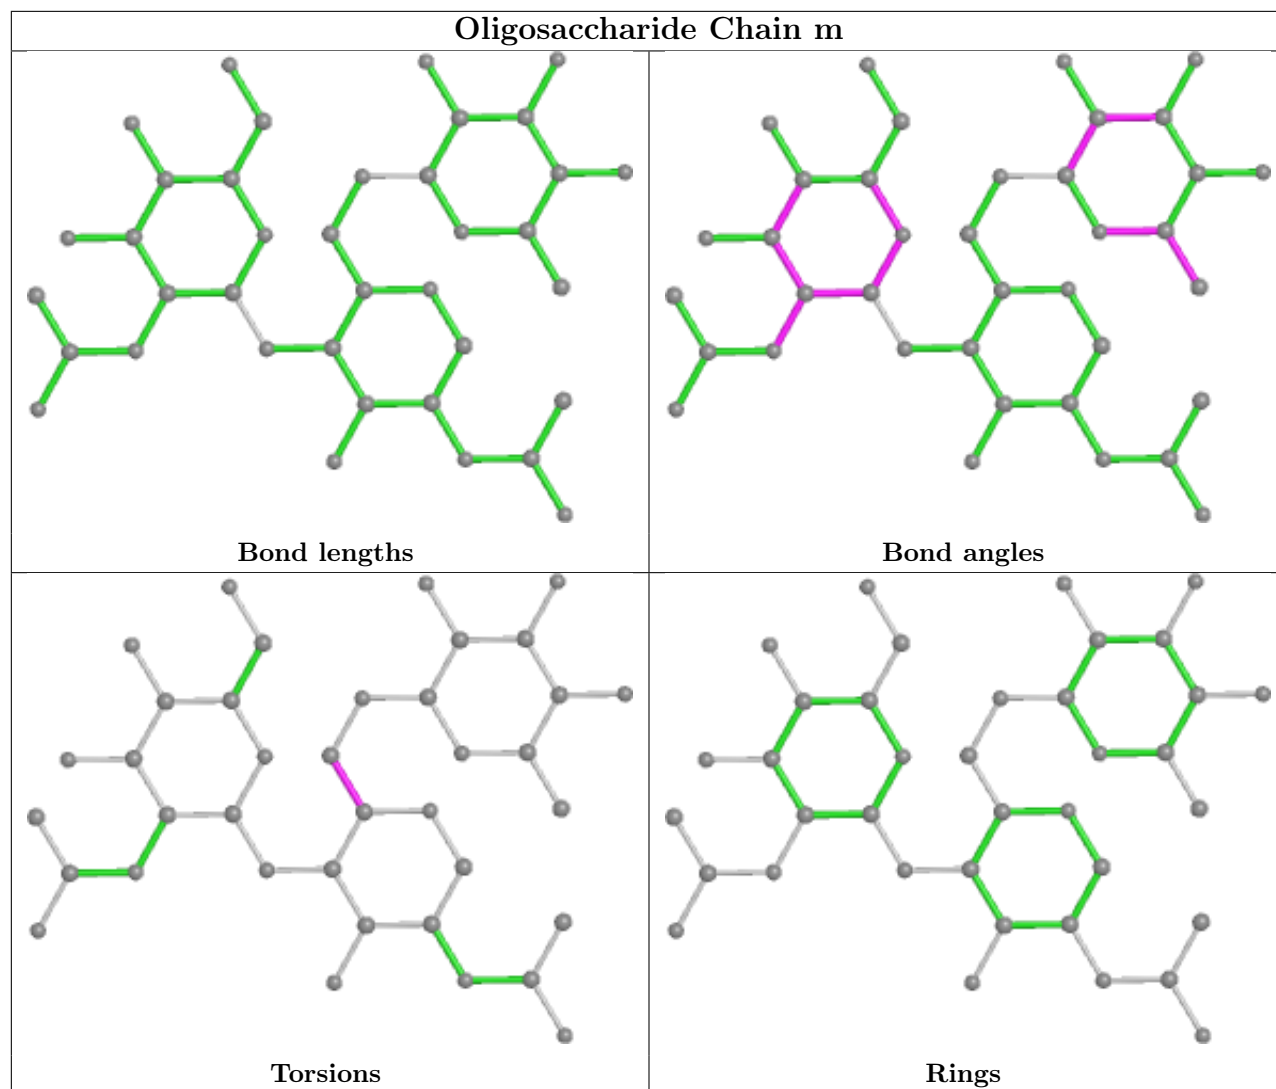 Oligosaccharide Chain m
Bond lengths
Bond angles
Torsions
Rings